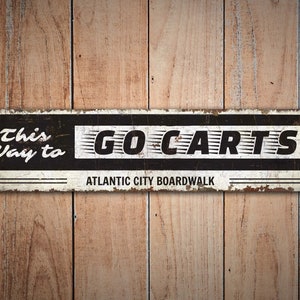 This
Way to
GO CARTS
ATLANTIC CITY BOARDWALK